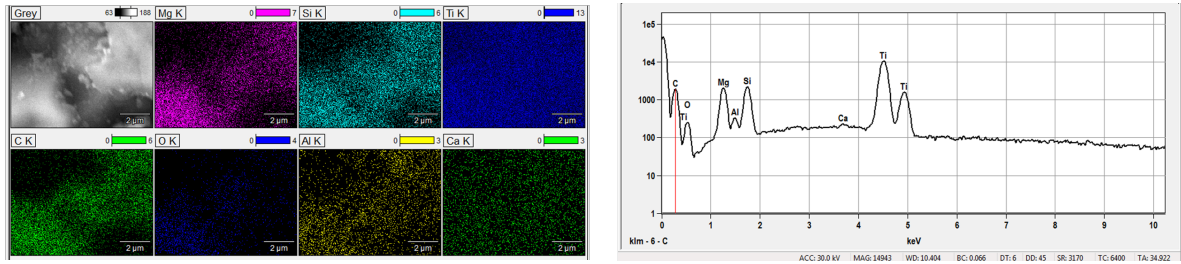 Grey 63 188
Mg K 0 7
Si K 0 6
Ti K 0 13
2 µm
2 µm
2 µm
2 µm
C K 0 6
O K 0 4
Al K 0 3
Ca K 0 3
2 µm
2 µm
2 µm
2 µm
1e5
1e4
1000
100
10
1
C
O
Ti
Mg
Al
Si
Ca
Ti
Ti
0 1 2 3 4 5 6 7 8 9 10
klm - 6 - C
keV
ACC: 30.0 kV MAG: 14943 WD: 10.404 BC: 0.066 DT: 6 DD: 45 SR: 3170 TC: 6400 TA: 34.922